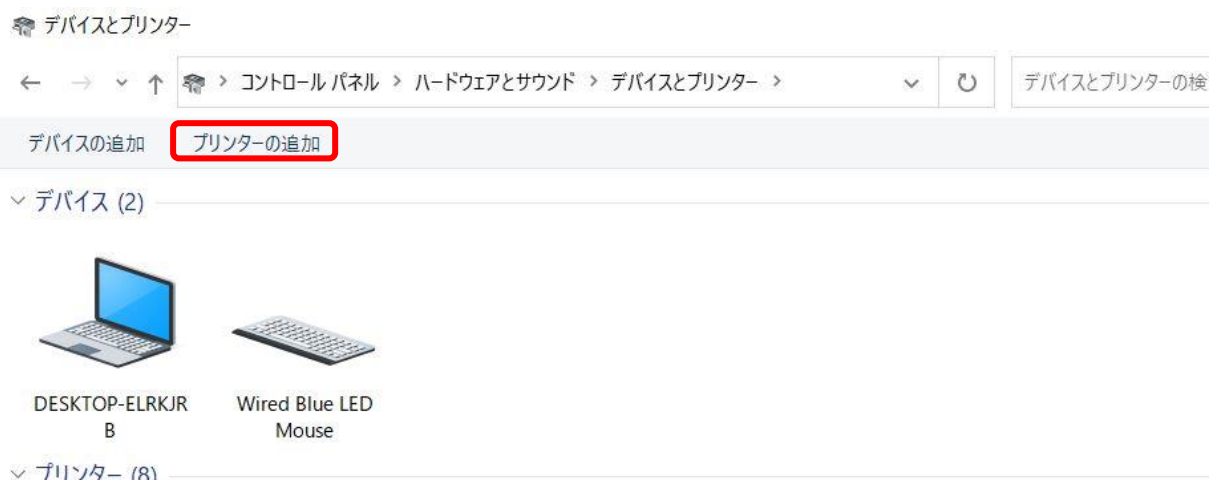 デバイスとプリンター
コントロール パネル > ハードウェアとサウンド > デバイスとプリンター >
デバイスとプリンターの検
デバイスの追加 プリンターの追加
デバイス (2)
DESKTOP-ELRKJR
B
Wired Blue LED
Mouse
プリンター (8)